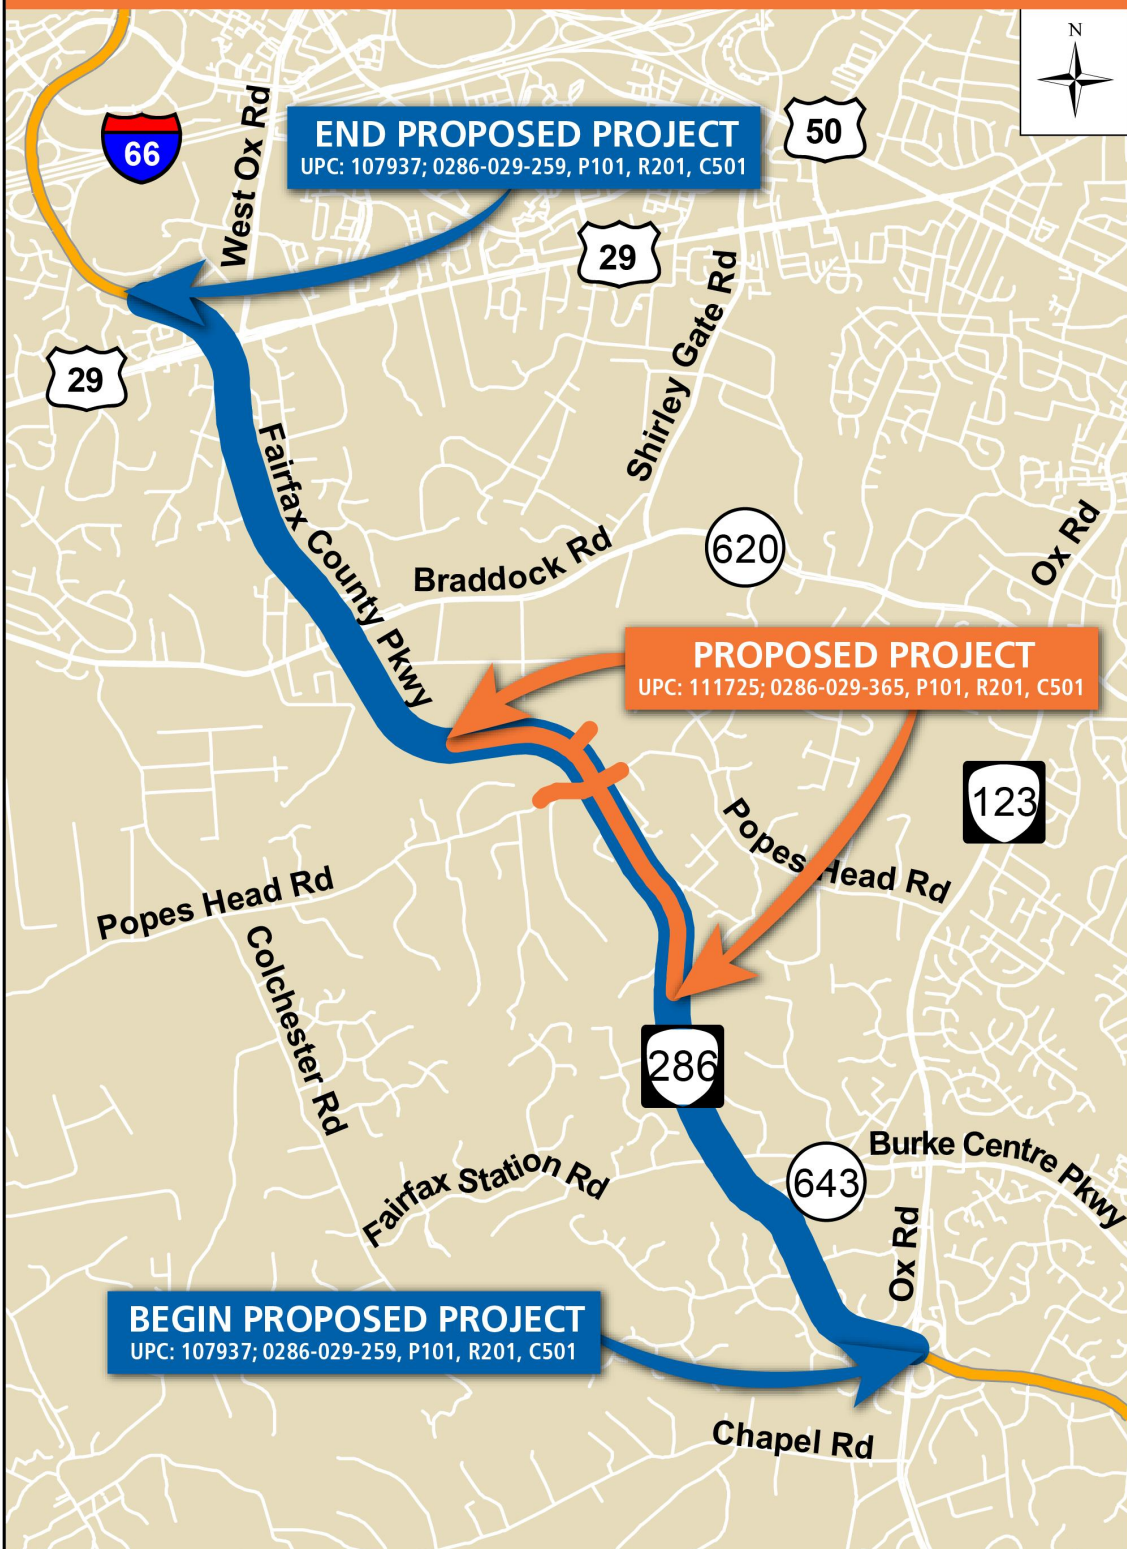 N
66
West Ox Rd
END PROPOSED PROJECT
UPC: 107937; 0286-029-259, P101, R201, C501
50
29
Shirley Gate Rd
29
Fairfax County Pkwy
Braddock Rd
620
Ox Rd
PROPOSED PROJECT
UPC: 111725; 0286-029-365, P101, R201, C501
123
Popes Head Rd
Popes Head Rd
Colchester Rd
286
Burke Centre Pkwy
643
Fairfax Station Rd
Ox Rd
BEGIN PROPOSED PROJECT
UPC: 107937; 0286-029-259, P101, R201, C501
Chapel Rd